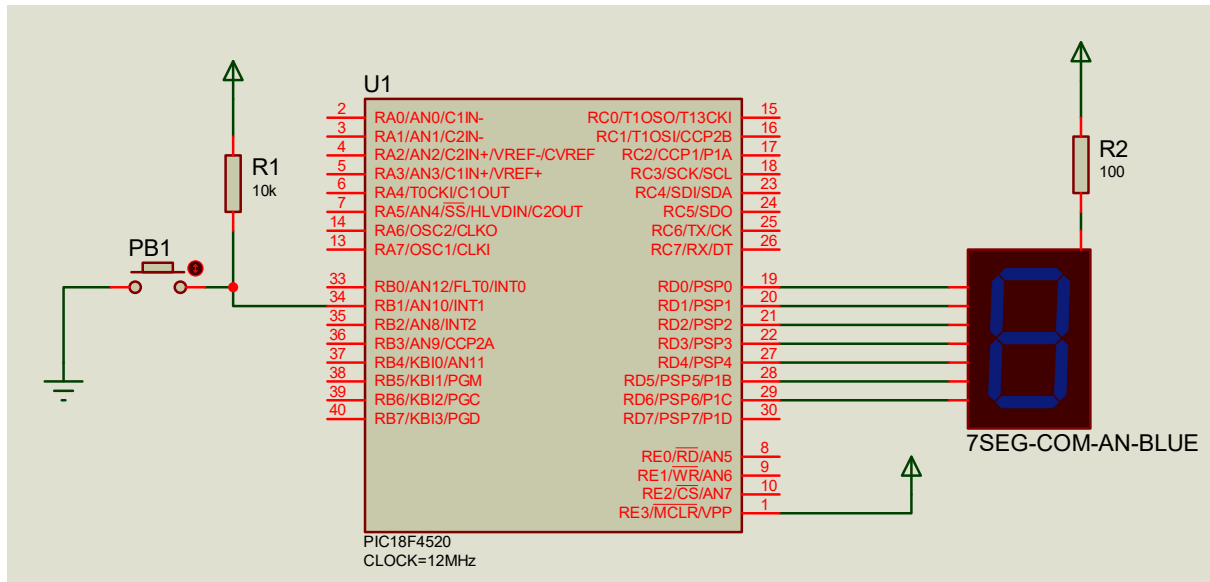 U1
2
RA0/AN0/C1IN-
3
RA1/AN1/C2IN-
4
RA2/AN2/C2IN+/VREF-/CVREF
5
RA3/AN3/C1IN+/VREF+
6
RA4/T0CKI/C1OUT
7
RA5/AN4/SS/HLVDIN/C2OUT
14
RA6/OSC2/CLKO
13
RA7/OSC1/CLKI
33
RB0/AN12/FLT0/INT0
34
RB1/AN10/INT1
35
RB2/AN8/INT2
36
RB3/AN9/CCP2A
37
RB4/KBI0/AN11
38
RB5/KBI1/PGM
39
RB6/KBI2/PGC
40
RB7/KBI3/PGD
RC0/T1OSO/T13CKI
15
RC1/T1OSI/CCP2B
16
RC2/CCP1/P1A
17
RC3/SCK/SCL
18
RC4/SDI/SDA
23
RC5/SDO
24
RC6/TX/CK
25
RC7/RX/DT
26
RD0/PSP0
19
RD1/PSP1
20
RD2/PSP2
21
RD3/PSP3
22
RD4/PSP4
27
RD5/PSP5/P1B
28
RD6/PSP6/P1C
29
RD7/PSP7/P1D
30
RE0/RD/AN5
8
RE1/WR/AN6
9
RE2/CS/AN7
10
RE3/MCLR/VPP
1
PIC18F4520
CLOCK=12MHz
R1
10k
PB1
R2
100
7SEG-COM-AN-BLUE